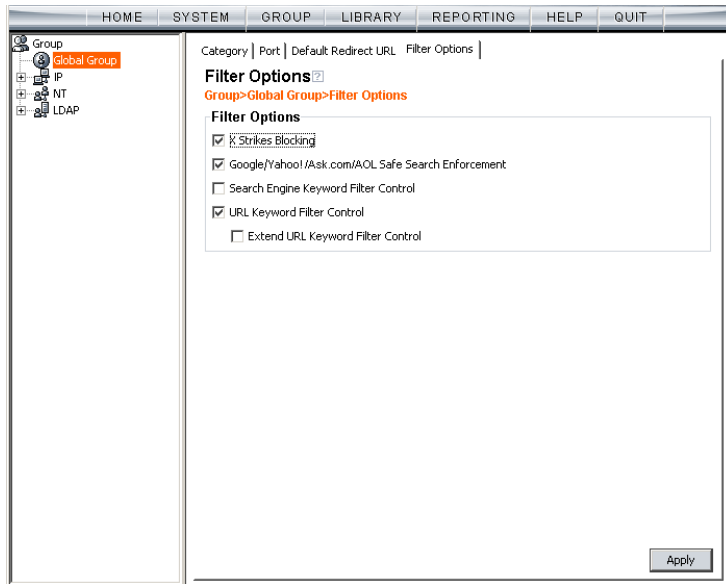 HOME SYSTEM GROUP LIBRARY REPORTING HELP QUIT
Group
Global Group
IP
NT
LDAP
Category Port Default Redirect URL Filter Options
Filter Options ?
Group>Global Group>Filter Options
Filter Options
X Strikes Blocking
Google/Yahoo!/Ask.com/AOL Safe Search Enforcement
Search Engine Keyword Filter Control
URL Keyword Filter Control
Extend URL Keyword Filter Control
Apply